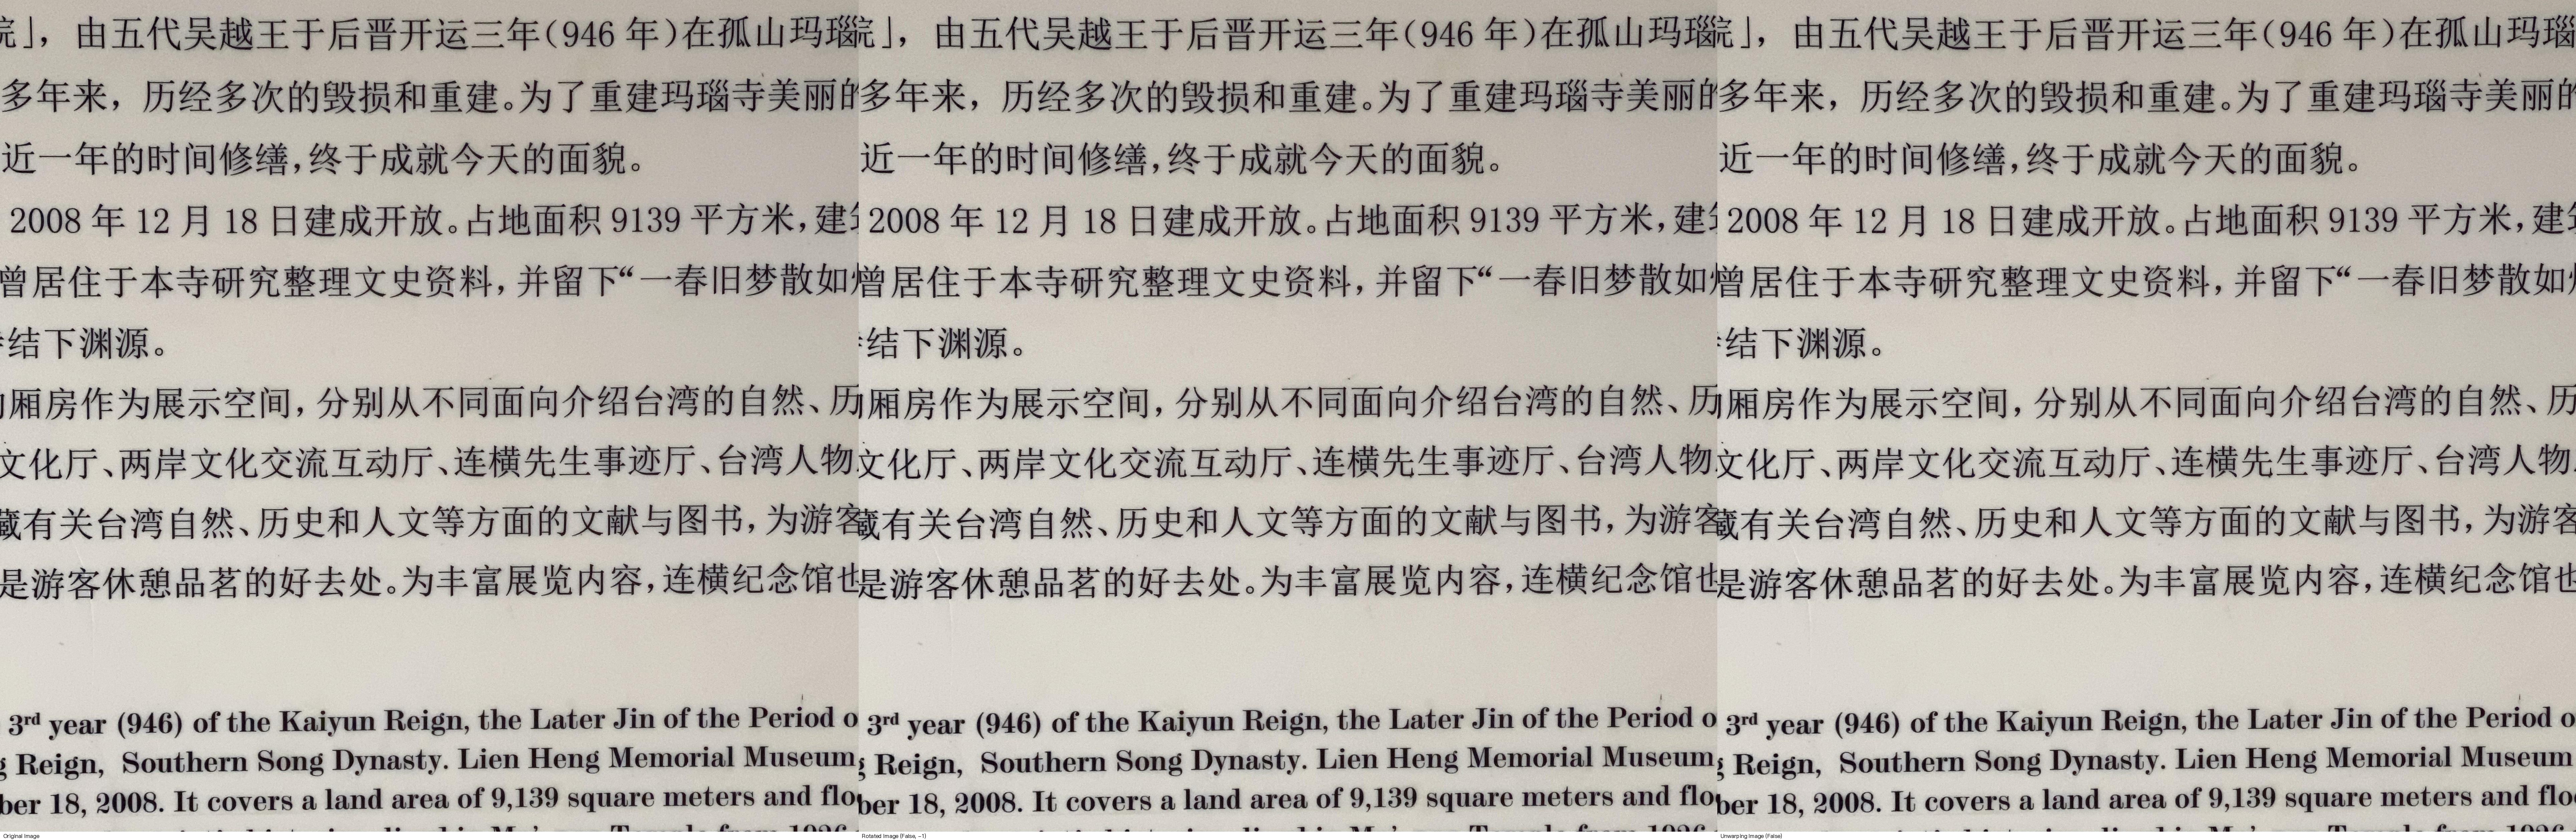 」，由五代吴越王于后晋开运三年(946 年)在孤山玛瑙
多年来，历经多次的毁损和重建。为了重建玛瑙寺美丽的
近一年的时间修缮,终于成就今天的面貌。
2008 年 12 月 18 日建成开放。占地面积 9139 平方米,建
曾居住于本寺研究整理文史资料,并留下“一春旧梦散如
结下渊源。
厢房作为展示空间,分别从不同面向介绍台湾的自然、历
文化厅、两岸文化交流互动厅、连横先生事迹厅、台湾人物
藏有关台湾自然、历史和人文等方面的文献与图书,为游客
是游客休憩品茗的好去处。为丰富展览内容,连横纪念馆也
3rd year (946) of the Kaiyun Reign, the Later Jin of the Period o
g Reign, Southern Song Dynasty. Lien Heng Memorial Museum
ber 18, 2008. It covers a land area of 9,139 square meters and flo
Original Image
」，由五代吴越王于后晋开运三年(946 年)在孤山玛瑙
多年来，历经多次的毁损和重建。为了重建玛瑙寺美丽的
近一年的时间修缮,终于成就今天的面貌。
2008 年 12 月 18 日建成开放。占地面积 9139 平方米,建
曾居住于本寺研究整理文史资料,并留下“一春旧梦散如
结下渊源。
厢房作为展示空间,分别从不同面向介绍台湾的自然、历
文化厅、两岸文化交流互动厅、连横先生事迹厅、台湾人物
藏有关台湾自然、历史和人文等方面的文献与图书,为游客
是游客休憩品茗的好去处。为丰富展览内容,连横纪念馆也
3rd year (946) of the Kaiyun Reign, the Later Jin of the Period o
g Reign, Southern Song Dynasty. Lien Heng Memorial Museum
ber 18, 2008. It covers a land area of 9,139 square meters and flo
Rotated Image (False, -1)
」，由五代吴越王于后晋开运三年(946 年)在孤山玛瑙
多年来，历经多次的毁损和重建。为了重建玛瑙寺美丽的
近一年的时间修缮,终于成就今天的面貌。
2008 年 12 月 18 日建成开放。占地面积 9139 平方米,建
曾居住于本寺研究整理文史资料,并留下“一春旧梦散如
结下渊源。
厢房作为展示空间,分别从不同面向介绍台湾的自然、历
文化厅、两岸文化交流互动厅、连横先生事迹厅、台湾人物
藏有关台湾自然、历史和人文等方面的文献与图书,为游客
是游客休憩品茗的好去处。为丰富展览内容,连横纪念馆也
3rd year (946) of the Kaiyun Reign, the Later Jin of the Period o
g Reign, Southern Song Dynasty. Lien Heng Memorial Museum
ber 18, 2008. It covers a land area of 9,139 square meters and flo
Unwarping Image (False)